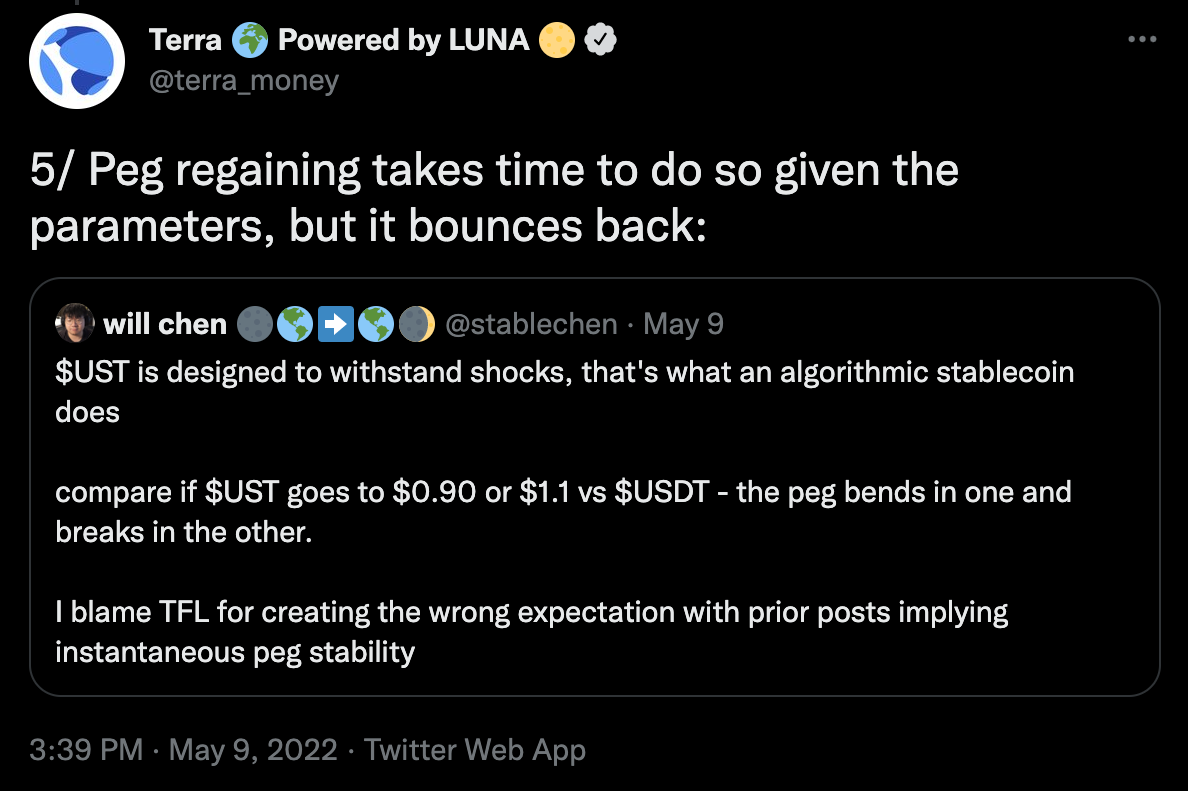 Terra 🌍 Powered by LUNA 🌕
@terra_money
5/ Peg regaining takes time to do so given the
parameters, but it bounces back:
will chen 🌑🌎➡️🌎🌓 @stablechen · May 9
$UST is designed to withstand shocks, that's what an algorithmic stablecoin
does
compare if $UST goes to $0.90 or $1.1 vs $USDT - the peg bends in one and
breaks in the other.
I blame TFL for creating the wrong expectation with prior posts implying
instantaneous peg stability
3:39 PM · May 9, 2022 · Twitter Web App